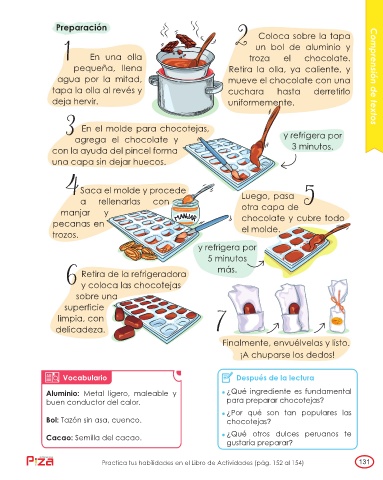 Preparación
1 En una olla
pequeña, llena
agua por la mitad,
tapa la olla al revés y
deja hervir.
2 Coloca sobre la tapa
un bol de aluminio y
troza el chocolate.
Retira la olla, ya caliente, y
mueve el chocolate con una
cuchara hasta derretirlo
uniformemente.
3 En el molde para chocotejas,
agrega el chocolate y
con la ayuda del pincel forma
una capa sin dejar huecos.
y refrigera por
3 minutos.
4 Saca el molde y procede
a rellenarlas con
manjar y
pecanas en
trozos.
MANJAR
5
Luego, pasa
otra capa de
chocolate y cubre todo
el molde.
y refrigera por
5 minutos
más.
6 Retira de la refrigeradora
y coloca las chocotejas
sobre una
superficie
limpia, con
delicadeza.
7
Finalmente, envuélvelas y listo.
¡A chuparse los dedos!
Vocabulario
Aluminio: Metal ligero, maleable y
buen conductor del calor.
Bol: Tazón sin asa, cuenco.
Cacao: Semilla del cacao.
Después de la lectura
• ¿Qué ingrediente es fundamental
para preparar chocotejas?
• ¿Por qué son tan populares las
chocotejas?
• ¿Qué otros dulces peruanos te
gustaría preparar?
Comprensión de textos
Practica tus habilidades en el Libro de Actividades (pág. 152 al 154)
131